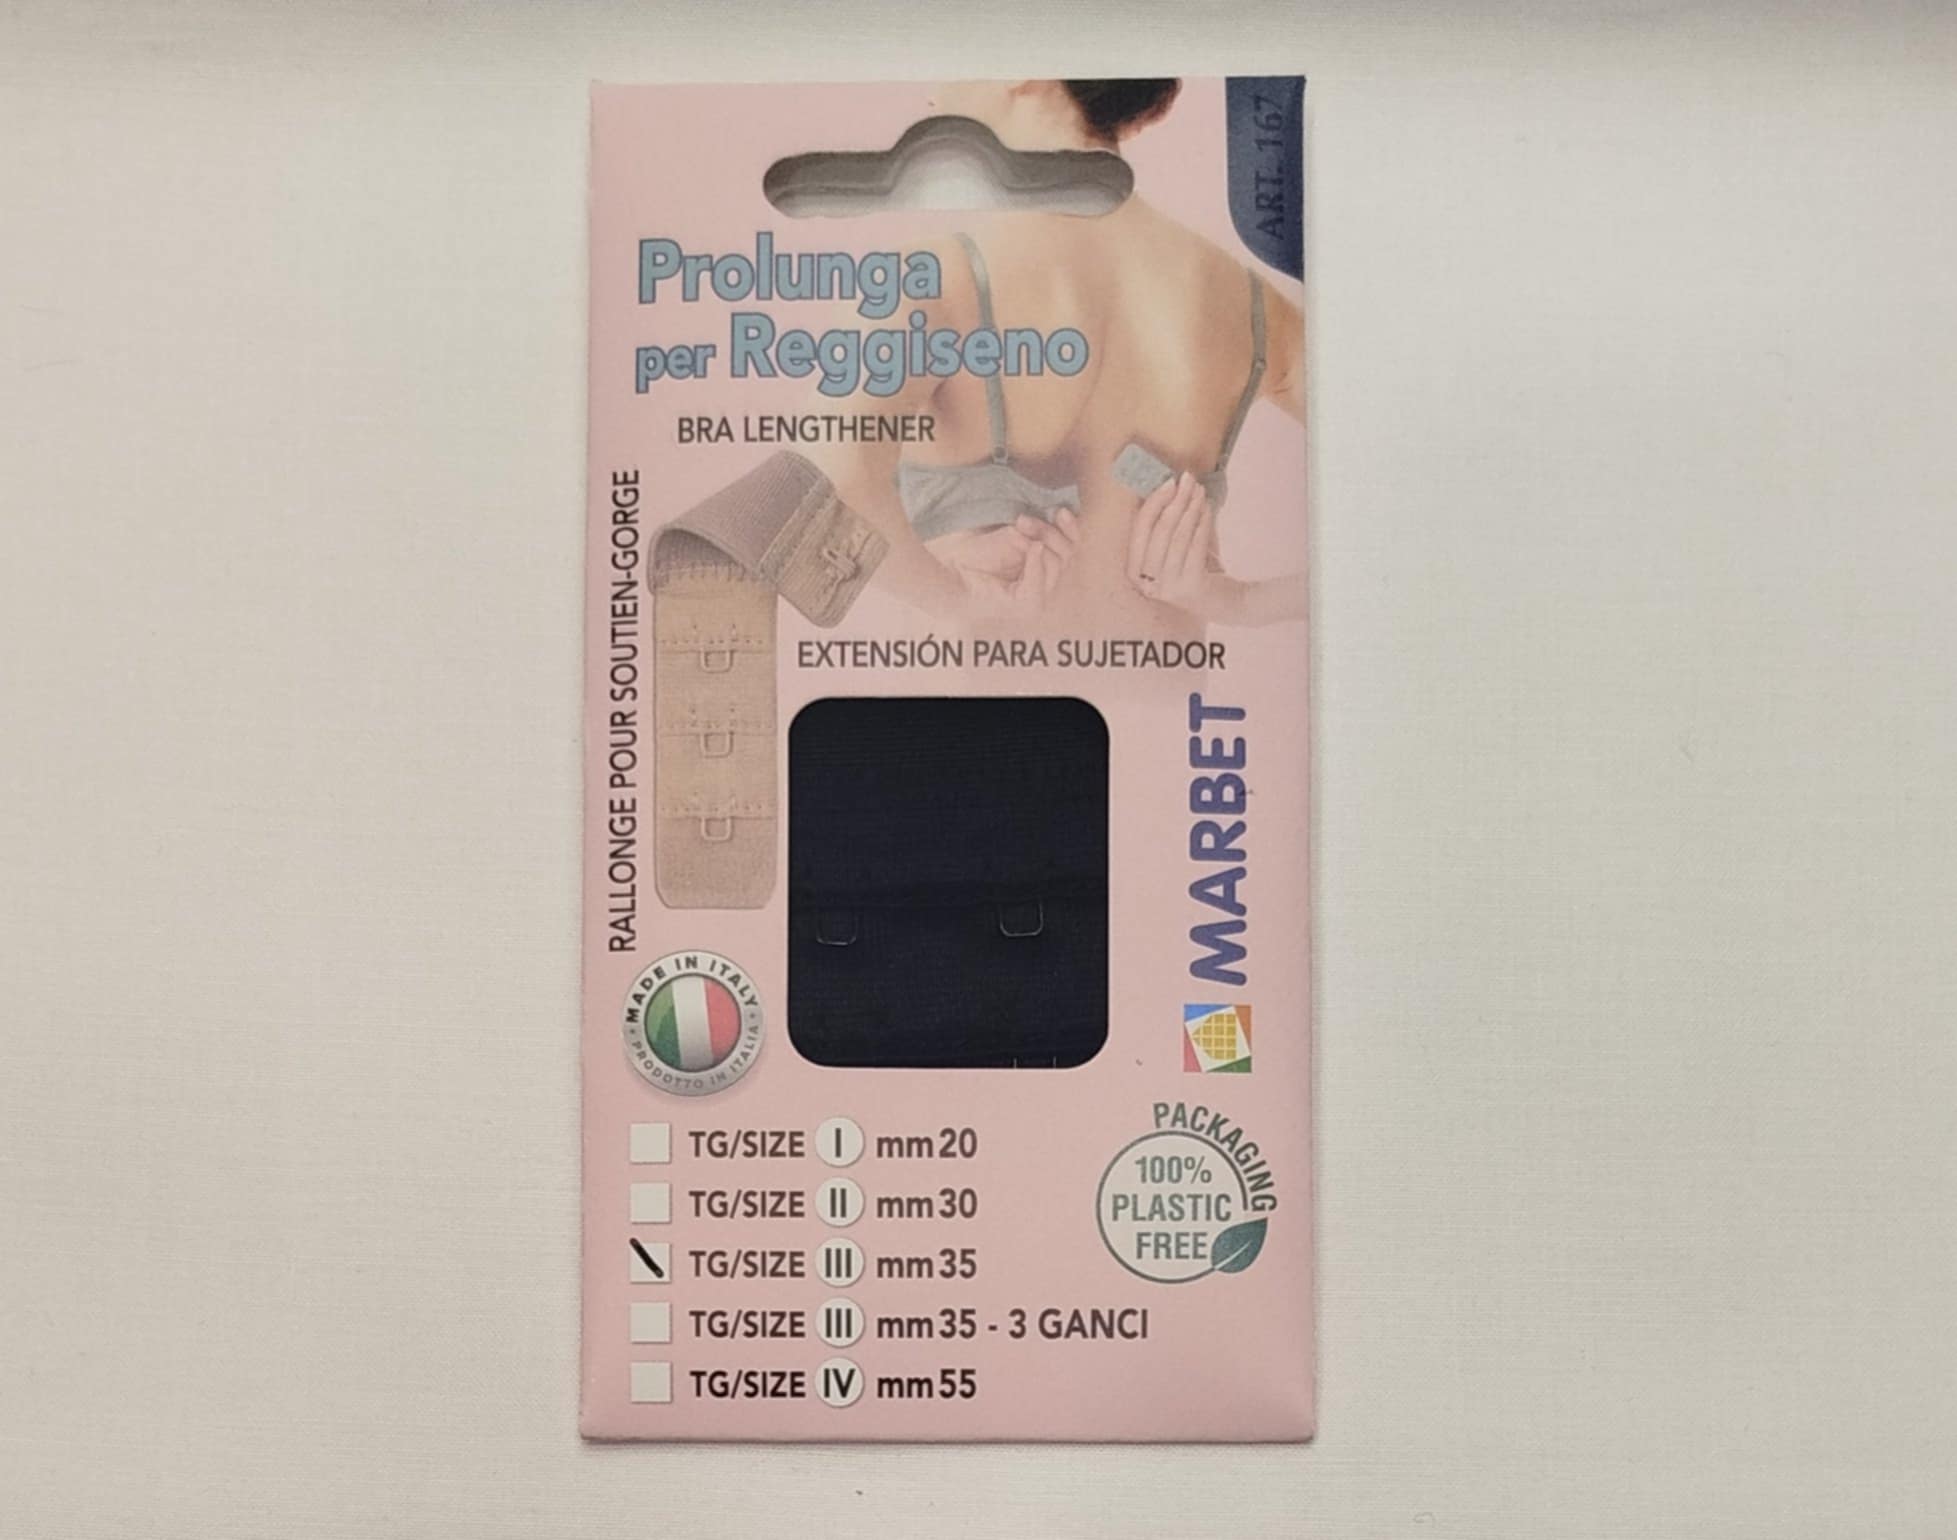 ART. 167
Prolunga
per Reggiseno
BRA LENGTHENER
RALLONGE POUR SOUTIEN-GORGE
EXTENSIÓN PARA SUJETADOR
MARBET
MADE IN ITALY
PRODOTTO IN ITALIA
PACKAGING
100%
PLASTIC
FREE
TG/SIZE I mm 20
TG/SIZE II mm 30
TG/SIZE III mm 35
TG/SIZE III mm 35 - 3 GANCI
TG/SIZE IV mm 55